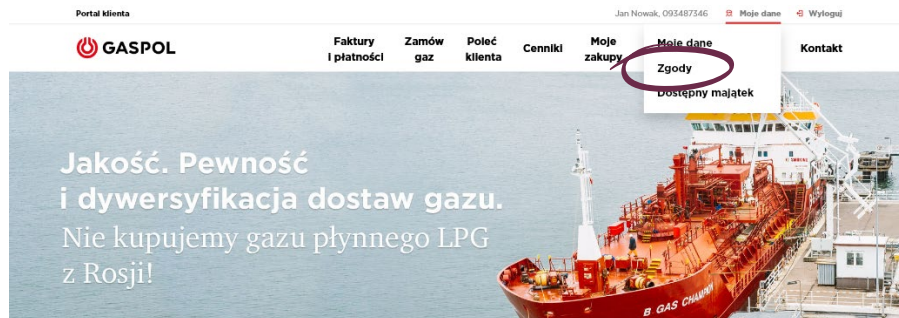 Portal klienta
Jan Nowak, 093487346 Moje dane Wyloguj
GASPOL
Faktury i płatności
Zamów gaz
Poleć klienta
Cenniki
Moje zakupy
Kontakt
Moje dane
Zgody
Dostępny majątek
Jakość. Pewność
i dywersyfikacja dostaw gazu.
Nie kupujemy gazu płynnego LPG
z Rosji!
B GAS CHAMPION